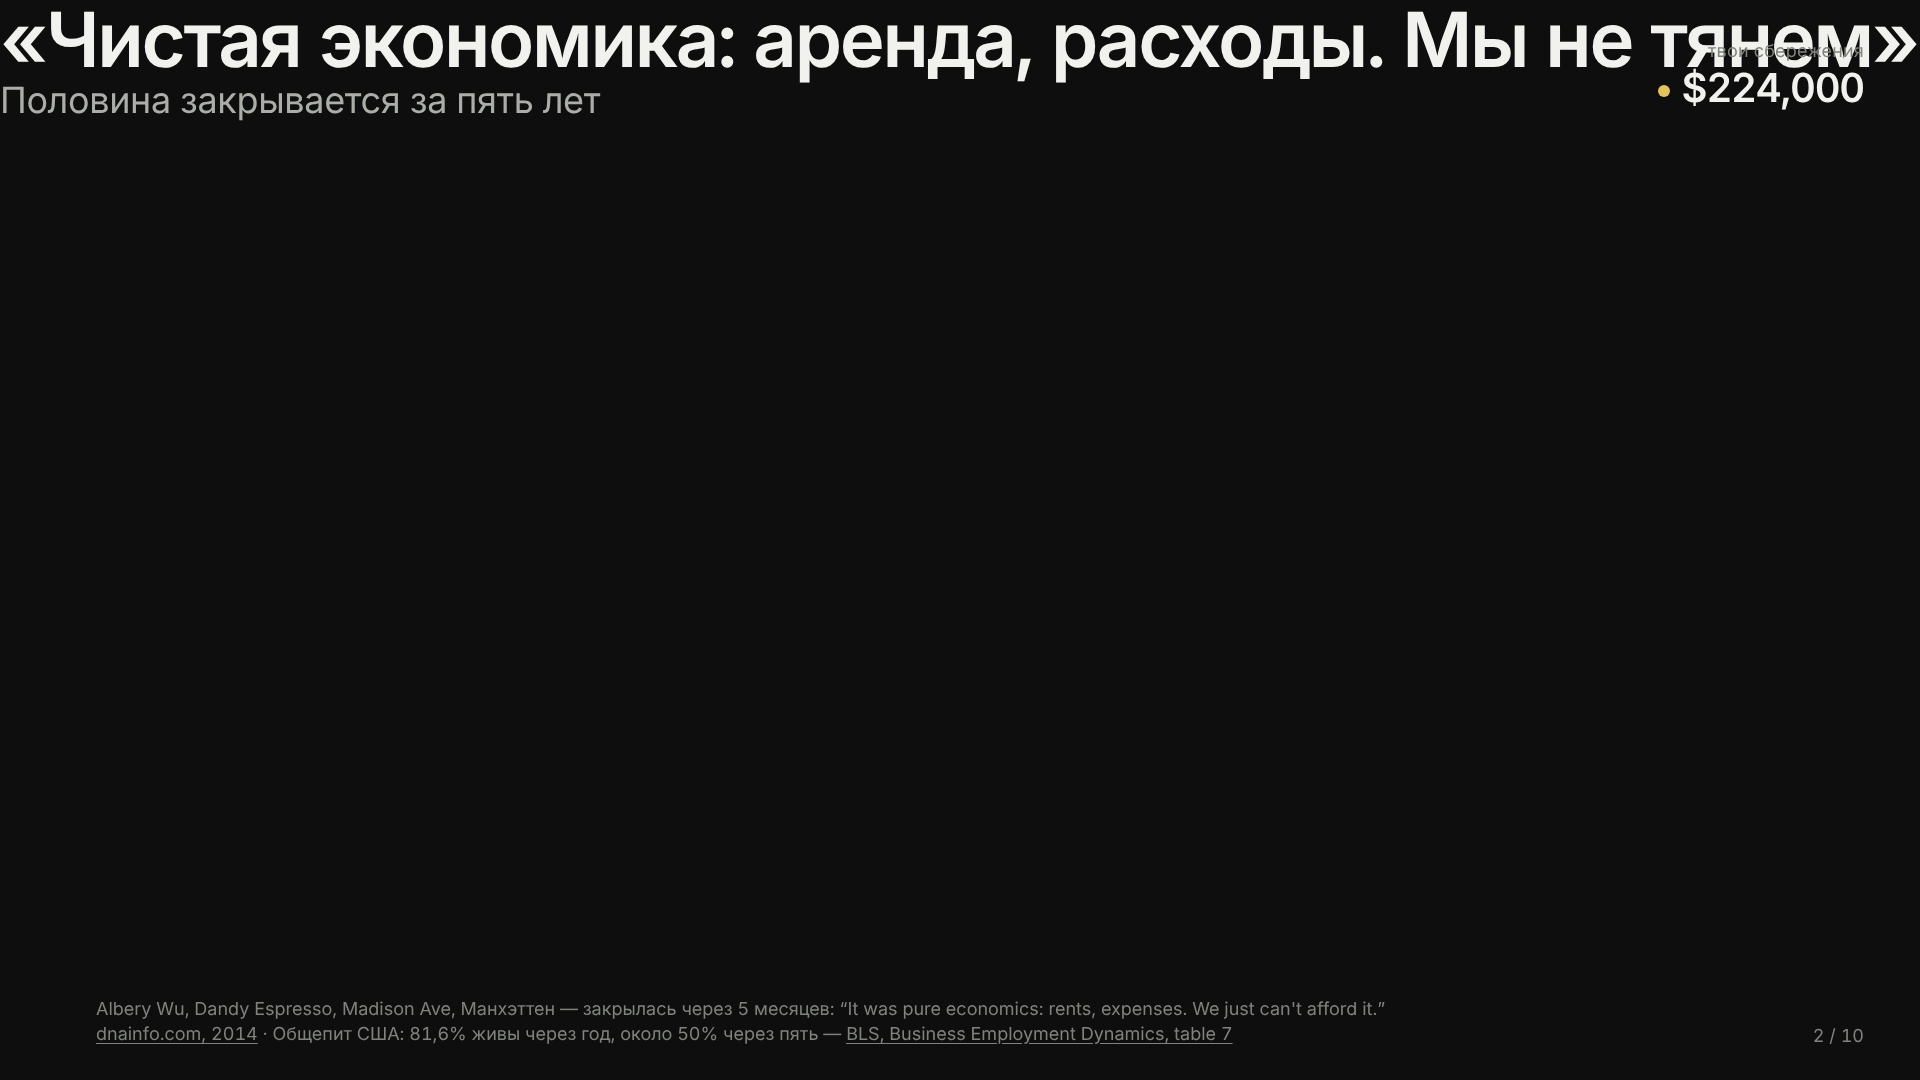 «Чистая экономика: аренда, расходы. Мы не тянем»
твои сбережения
Половина закрывается за пять лет
$224,000
Albery Wu, Dandy Espresso, Madison Ave, Манхэттен — закрылась через 5 месяцев: “It was pure economics: rents, expenses. We just can't afford it.”
dnainfo.com, 2014 · Общепит США: 81,6% живы через год, около 50% через пять — BLS, Business Employment Dynamics, table 7
2 / 10